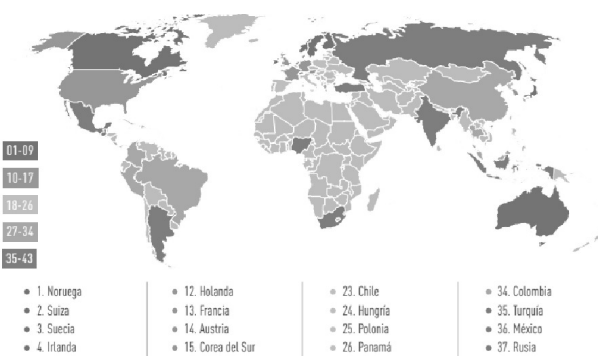 01-09
10-17
18-26
27-34
35-43
1. Noruega
2. Suiza
3. Suecia
4. Irlanda
12. Holanda
13. Francia
14. Austria
15. Corea del Sur
23. Chile
24. Hungría
25. Polonia
26. Panamá
34. Colombia
35. Turquía
36. México
37. Rusia